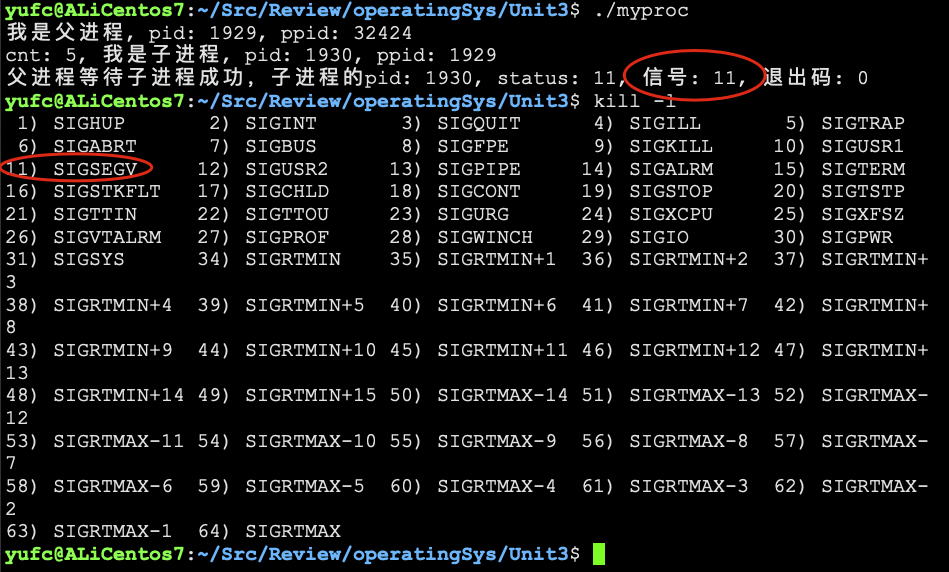 yufc@ALiCentos7:~/Src/Review/operatingSys/Unit3$ ./myproc
我是父进程, pid: 1929, ppid: 32424
cnt: 5, 我是子进程, pid: 1930, ppid: 1929
父进程等待子进程成功, 子进程的pid: 1930, status: 11, 信号: 11, 退出码: 0
yufc@ALiCentos7:~/Src/Review/operatingSys/Unit3$ kill -l
 1) SIGHUP       2) SIGINT       3) SIGQUIT      4) SIGILL       5) SIGTRAP
 6) SIGABRT      7) SIGBUS       8) SIGFPE       9) SIGKILL     10) SIGUSR1
11) SIGSEGV     12) SIGUSR2     13) SIGPIPE     14) SIGALRM     15) SIGTERM
16) SIGSTKFLT   17) SIGCHLD     18) SIGCONT     19) SIGSTOP     20) SIGTSTP
21) SIGTTIN     22) SIGTTOU     23) SIGURG      24) SIGXCPU     25) SIGXFSZ
26) SIGVTALRM   27) SIGPROF     28) SIGWINCH    29) SIGIO       30) SIGPWR
31) SIGSYS      34) SIGRTMIN    35) SIGRTMIN+1  36) SIGRTMIN+2  37) SIGRTMIN+
3
38) SIGRTMIN+4  39) SIGRTMIN+5  40) SIGRTMIN+6  41) SIGRTMIN+7  42) SIGRTMIN+
8
43) SIGRTMIN+9  44) SIGRTMIN+10 45) SIGRTMIN+11 46) SIGRTMIN+12 47) SIGRTMIN+
13
48) SIGRTMIN+14 49) SIGRTMIN+15 50) SIGRTMAX-14 51) SIGRTMAX-13 52) SIGRTMAX-
12
53) SIGRTMAX-11 54) SIGRTMAX-10 55) SIGRTMAX-9  56) SIGRTMAX-8  57) SIGRTMAX-
7
58) SIGRTMAX-6  59) SIGRTMAX-5  60) SIGRTMAX-4  61) SIGRTMAX-3  62) SIGRTMAX-
2
63) SIGRTMAX-1  64) SIGRTMAX
yufc@ALiCentos7:~/Src/Review/operatingSys/Unit3$